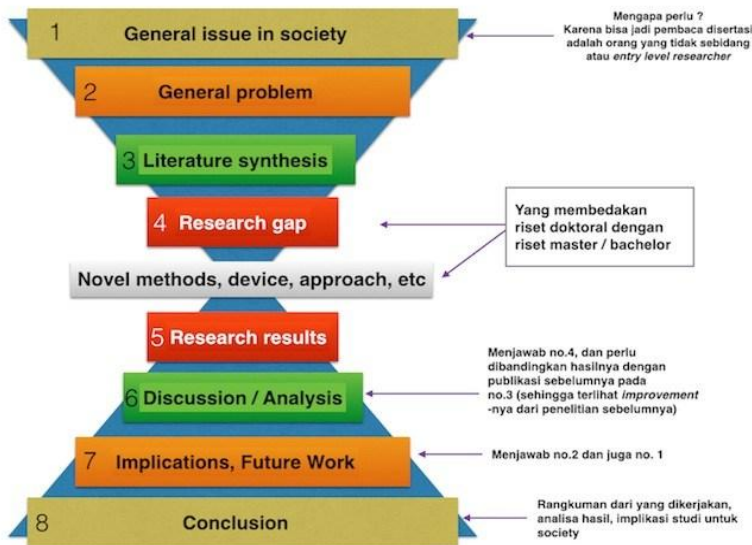 1 General issue in society
Mengapa perlu ?
Karena bisa jadi pembaca disertasi
adalah orang yang tidak sebidang
atau entry level researcher
2 General problem
3 Literature synthesis
4 Research gap
Yang membedakan
riset doktoral dengan
riset master / bachelor
Novel methods, device, approach, etc
5 Research results
6 Discussion / Analysis
Menjawab no.4, dan perlu
dibandingkan hasilnya dengan
publikasi sebelumnya pada
no.3 (sehingga terlihat improvement
-nya dari penelitian sebelumnya)
7 Implications, Future Work
Menjawab no.2 dan juga no. 1
8 Conclusion
Rangkuman dari yang dikerjakan,
analisa hasil, implikasi studi untuk
society